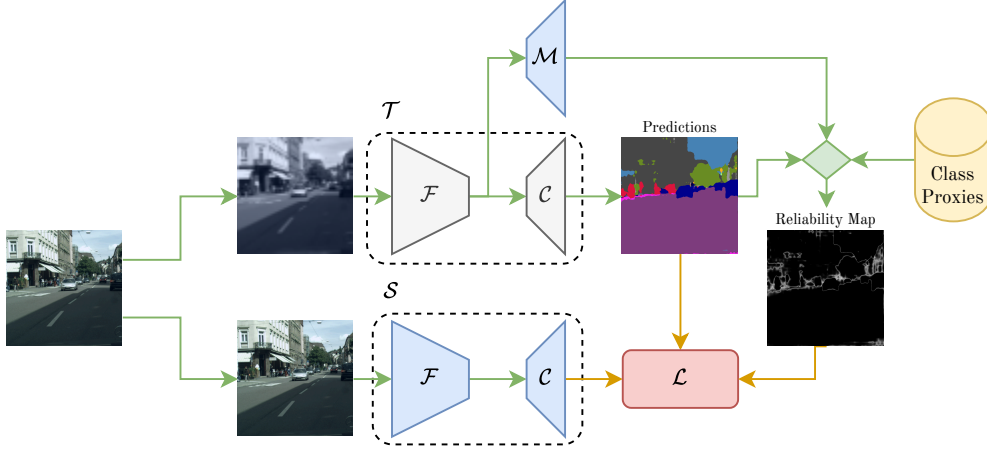 ℳ
𝒯
Predictions
ℱ
𝒞
Class
Proxies
Reliability Map
𝒮
ℱ
𝒞
ℒ